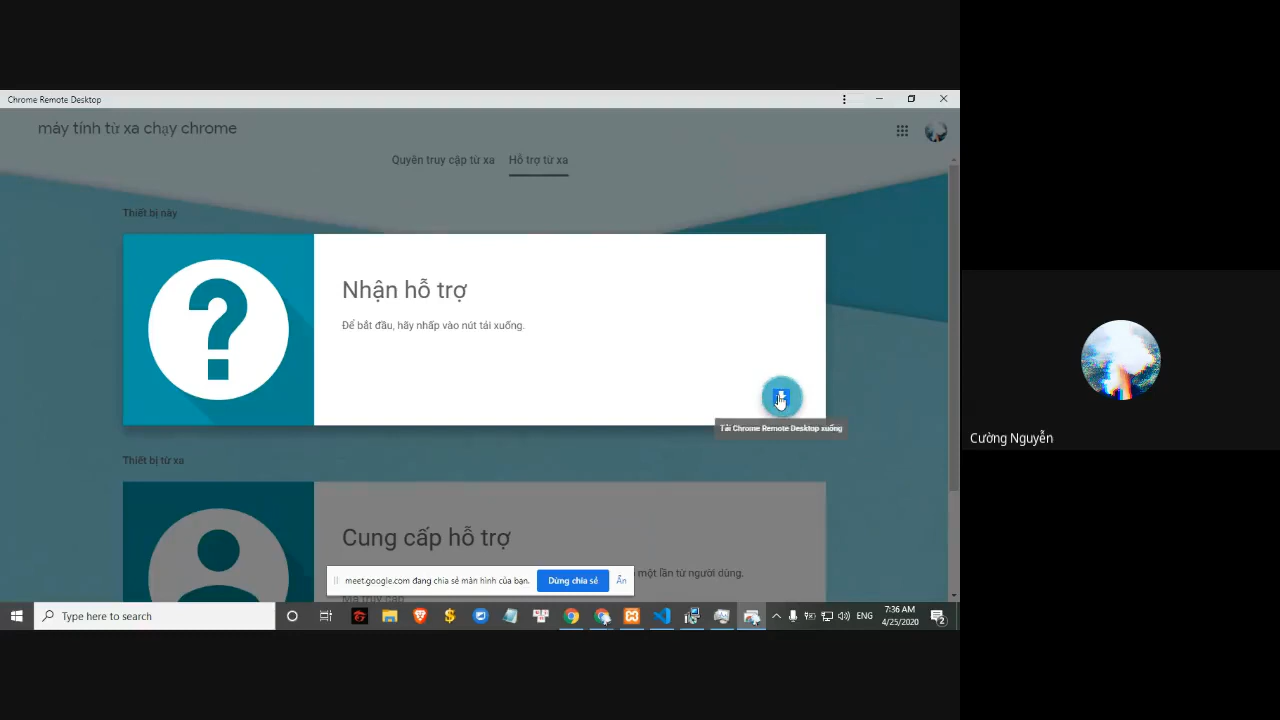 Chrome Remote Desktop
máy tính từ xa chạy chrome
Quyền truy cập từ xa Hỗ trợ từ xa
Thiết bị này
Nhận hỗ trợ
Để bắt đầu, hãy nhấp vào nút tải xuống.
Tải Chrome Remote Desktop xuống
Thiết bị từ xa
Cung cấp hỗ trợ
một lần từ người dùng.
meet.google.com đang chia sẻ màn hình của bạn. Dừng chia sẻ Ẩn
Mã truy cập
Type here to search
ENG
7:36 AM
4/25/2020
2
Cường Nguyễn